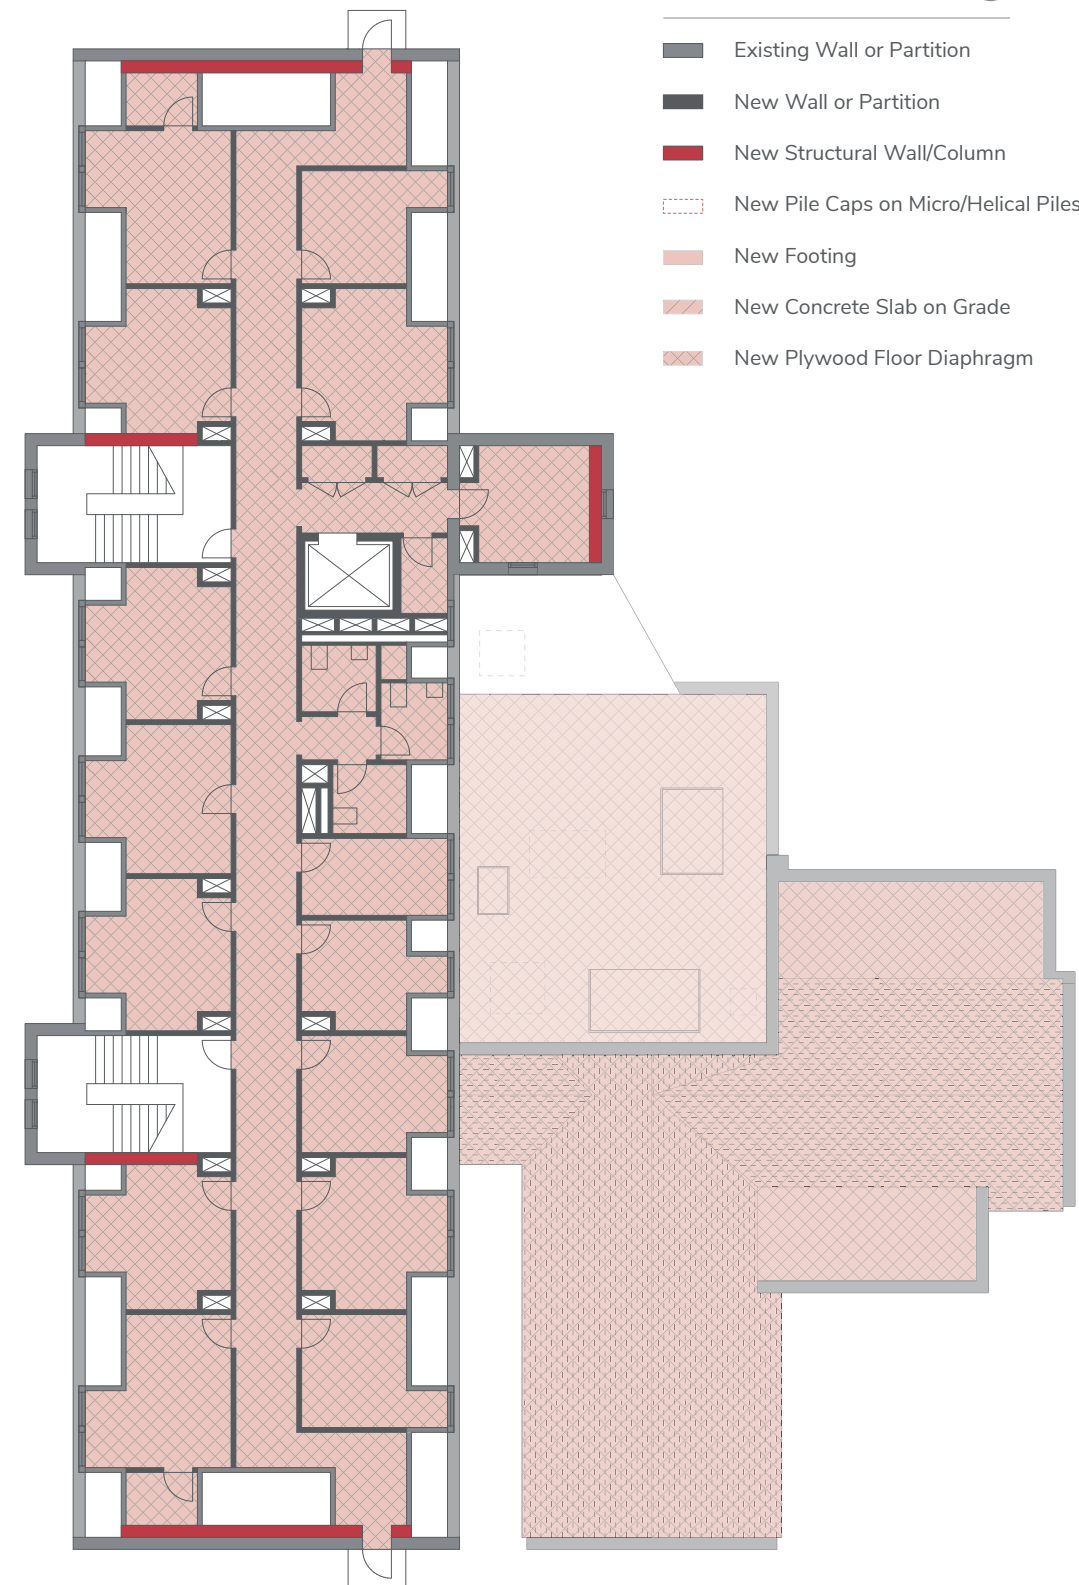 Existing Wall or Partition
New Wall or Partition
New Structural Wall/Column
New Pile Caps on Micro/Helical Piles
New Footing
New Concrete Slab on Grade
New Plywood Floor Diaphragm